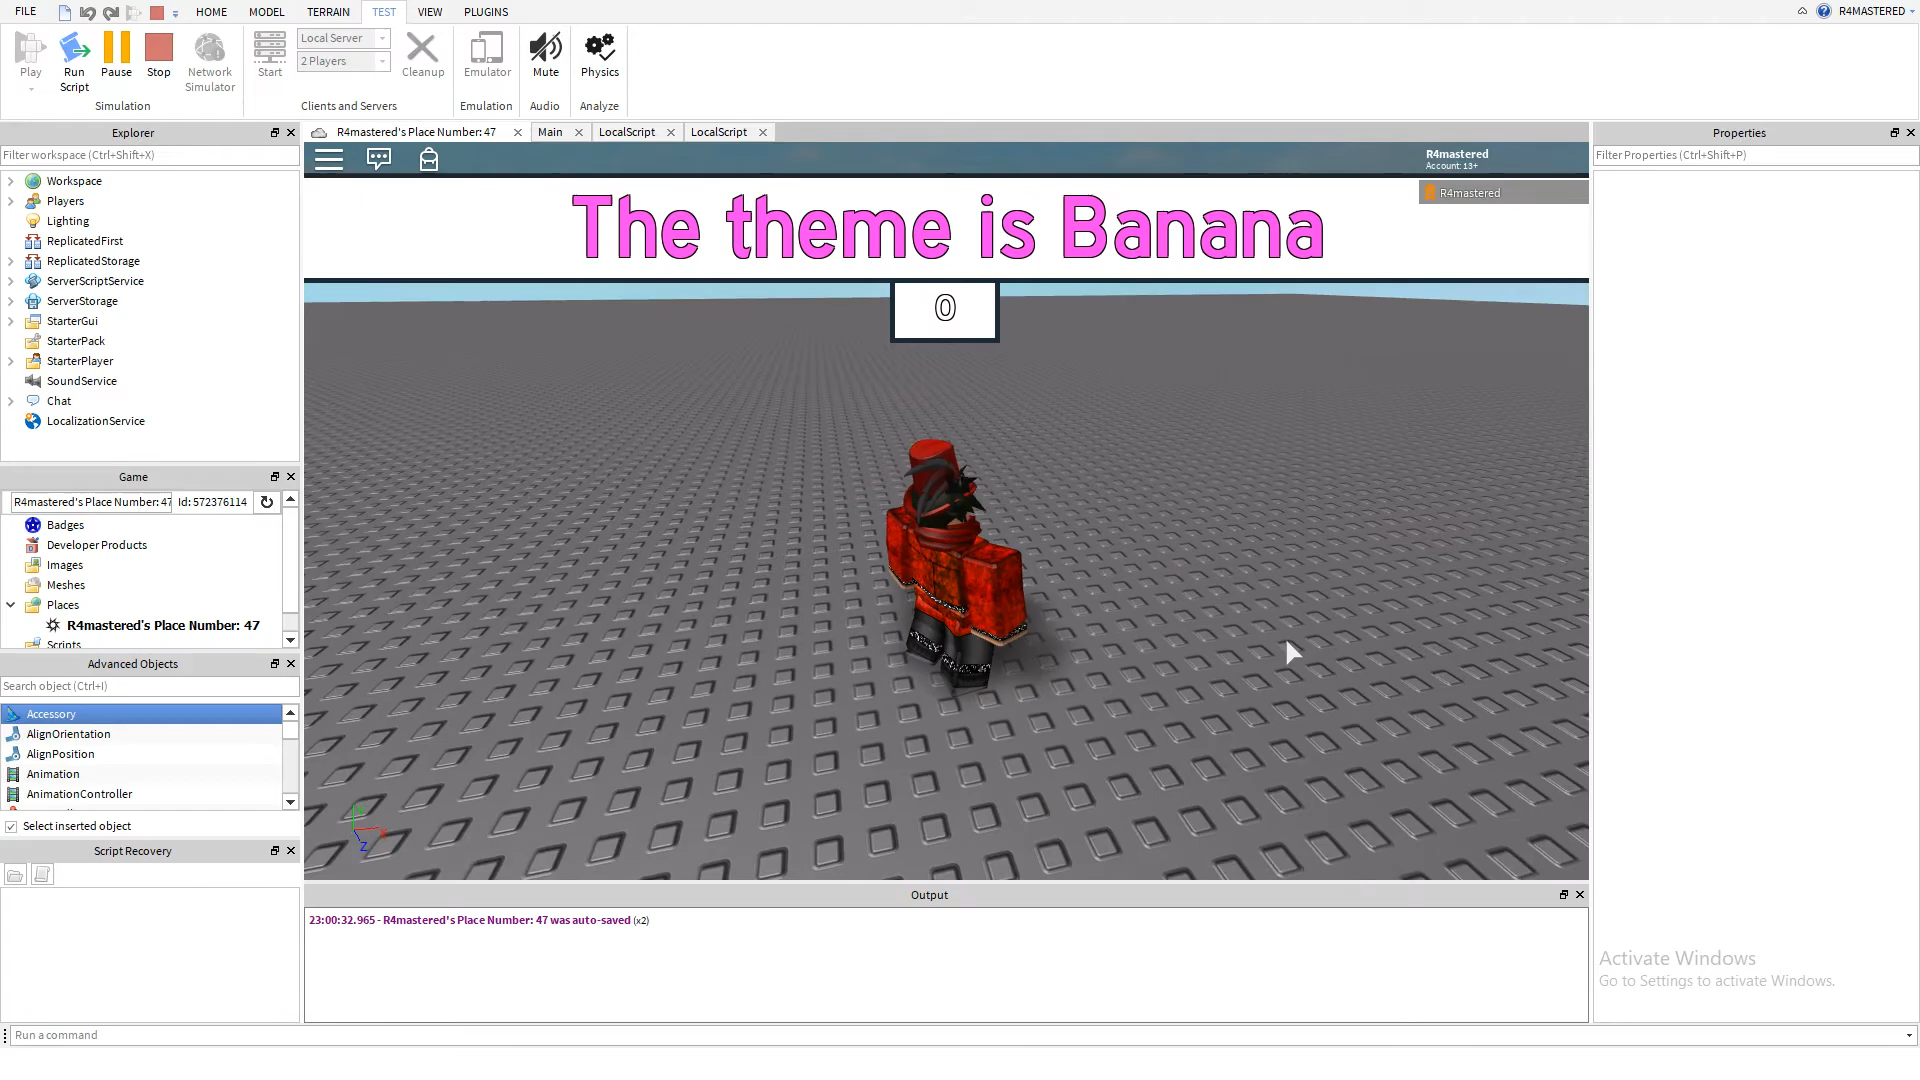 FILE HOME MODEL TERRAIN TEST VIEW PLUGINS R4MASTERED
Play
Run
Script
Pause
Stop
Network
Simulator
Simulation
Start
Local Server
2 Players
Cleanup
Clients and Servers
Emulator
Emulation
Mute
Audio
Physics
Analyze
Explorer
Filter workspace (Ctrl+Shift+X)
Workspace
Players
Lighting
ReplicatedFirst
ReplicatedStorage
ServerScriptService
ServerStorage
StarterGui
StarterPack
StarterPlayer
SoundService
Chat
LocalizationService
Game
R4mastered's Place Number: 47 Id: 572376114
Badges
Developer Products
Images
Meshes
Places
R4mastered's Place Number: 47
Scripts
Advanced Objects
Search object (Ctrl+I)
Accessory
AlignOrientation
AlignPosition
Animation
AnimationController
Select inserted object
Script Recovery
R4mastered's Place Number: 47 Main LocalScript LocalScript
R4mastered
Account: 13+
R4mastered
The theme is Banana
0
Z
Output
23:00:32.965 - R4mastered's Place Number: 47 was auto-saved (x2)
Properties
Filter Properties (Ctrl+Shift+P)
Activate Windows
Go to Settings to activate Windows.
Run a command